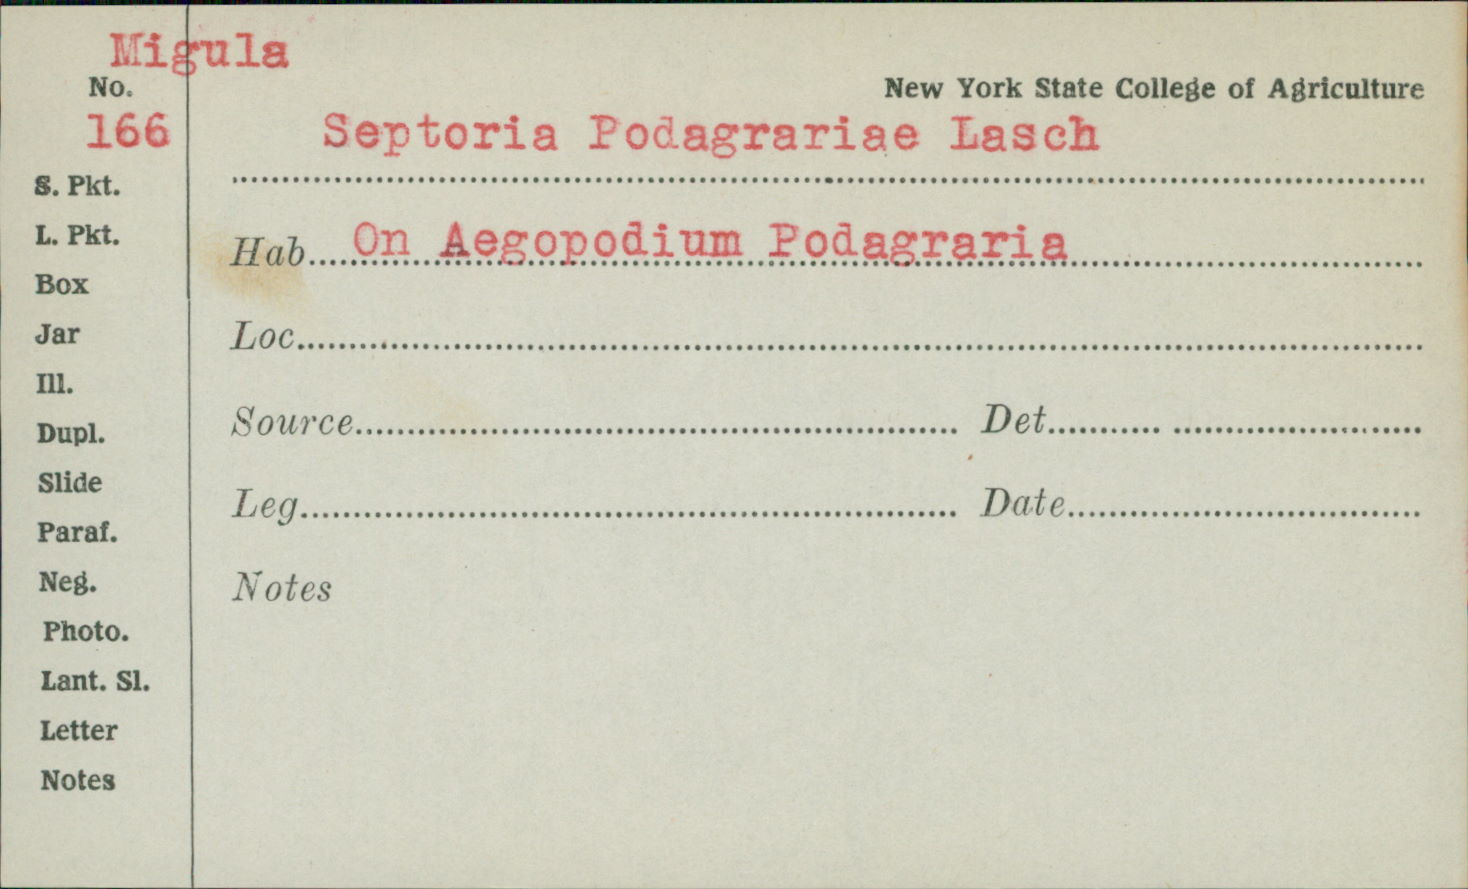 Migula
No.
New York State College of Agriculture
166
Septoria Podagrariae Lasch
S. Pkt.
L. Pkt.
Hab. On Aegopodium Podagraria
Box
Jar
Loc.
Ill.
Dupl.
Source Det.
Slide
Leg. Date
Paraf.
Neg.
Notes
Photo.
Lant. Sl.
Letter
Notes